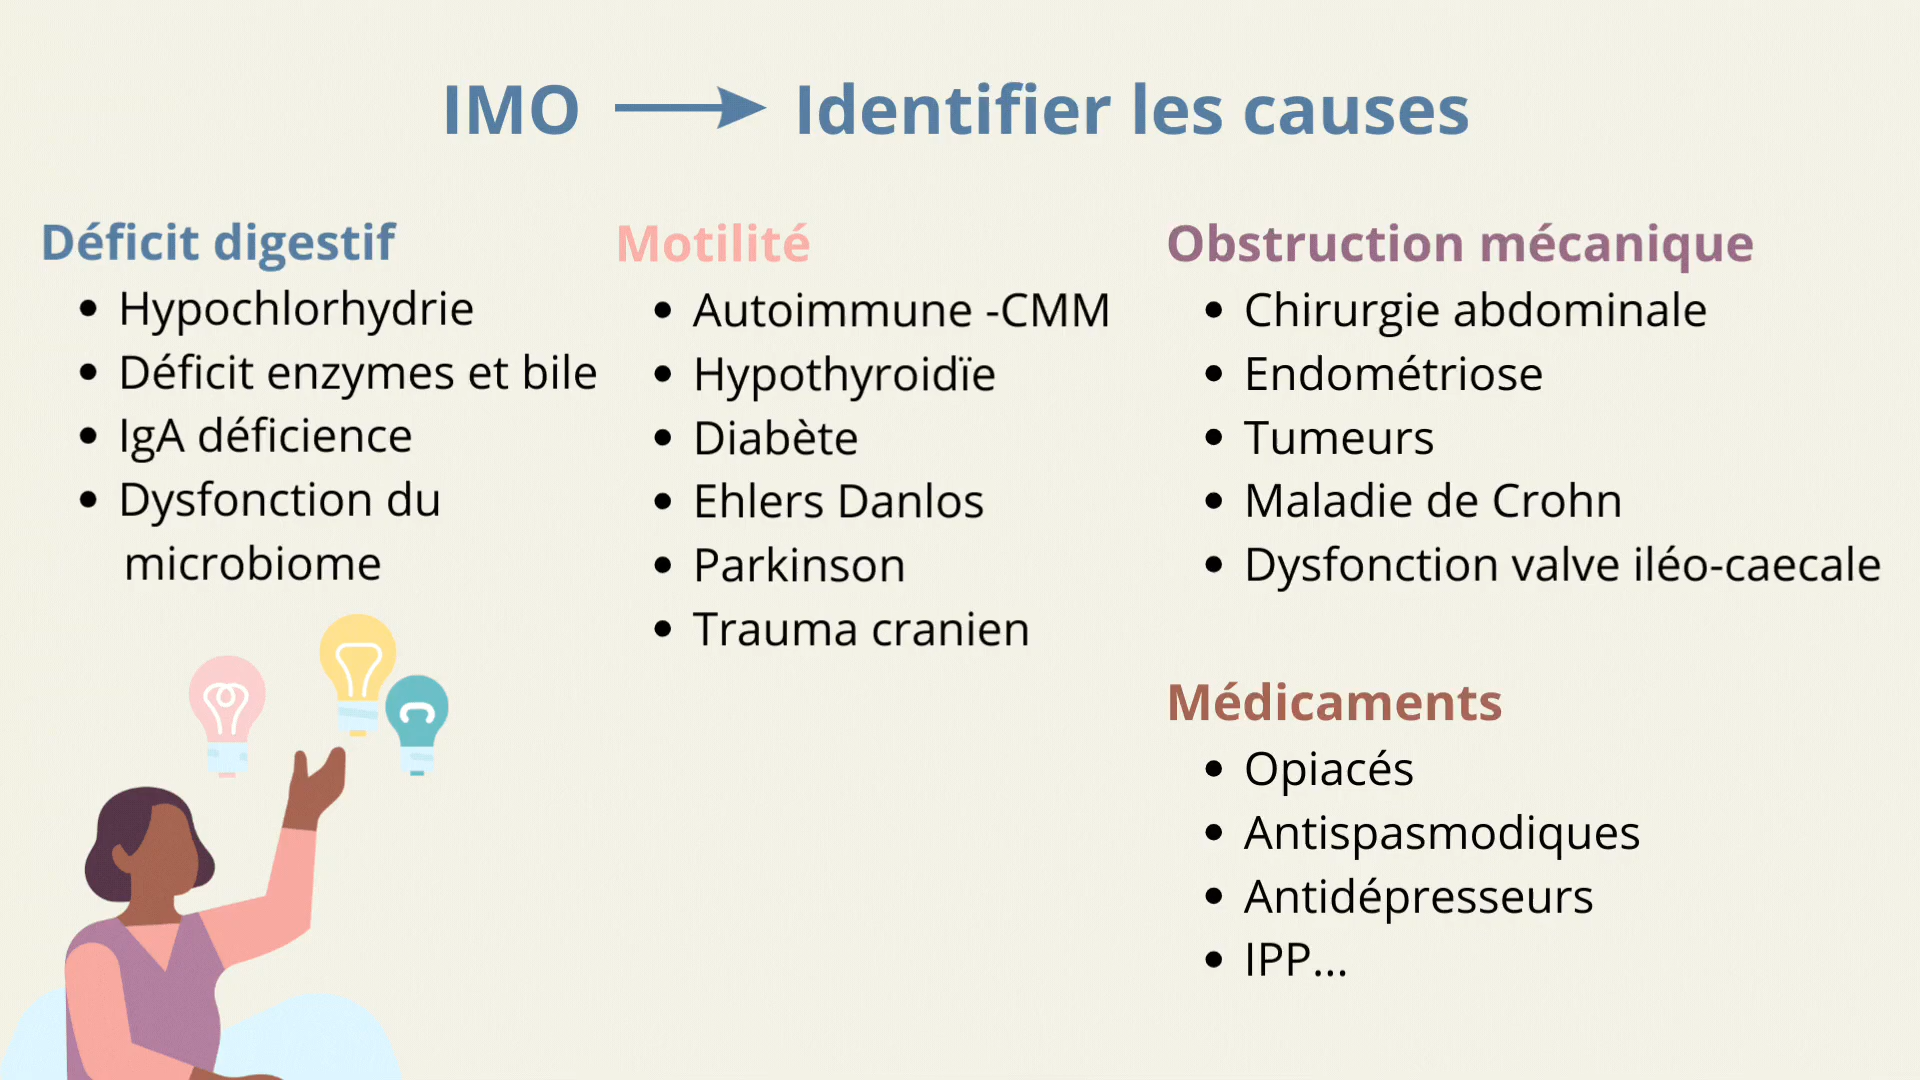 IMO → Identifier les causes
Déficit digestif
• Hypochlorhydrie
• Déficit enzymes et bile
• IgA déficience
• Dysfonction du
microbiome
Motilité
• Autoimmune -CMM
• Hypothyroidïe
• Diabète
• Ehlers Danlos
• Parkinson
• Trauma cranien
Obstruction mécanique
• Chirurgie abdominale
• Endométriose
• Tumeurs
• Maladie de Crohn
• Dysfonction valve iléo-caecale
Médicaments
• Opiacés
• Antispasmodiques
• Antidépresseurs
• IPP...